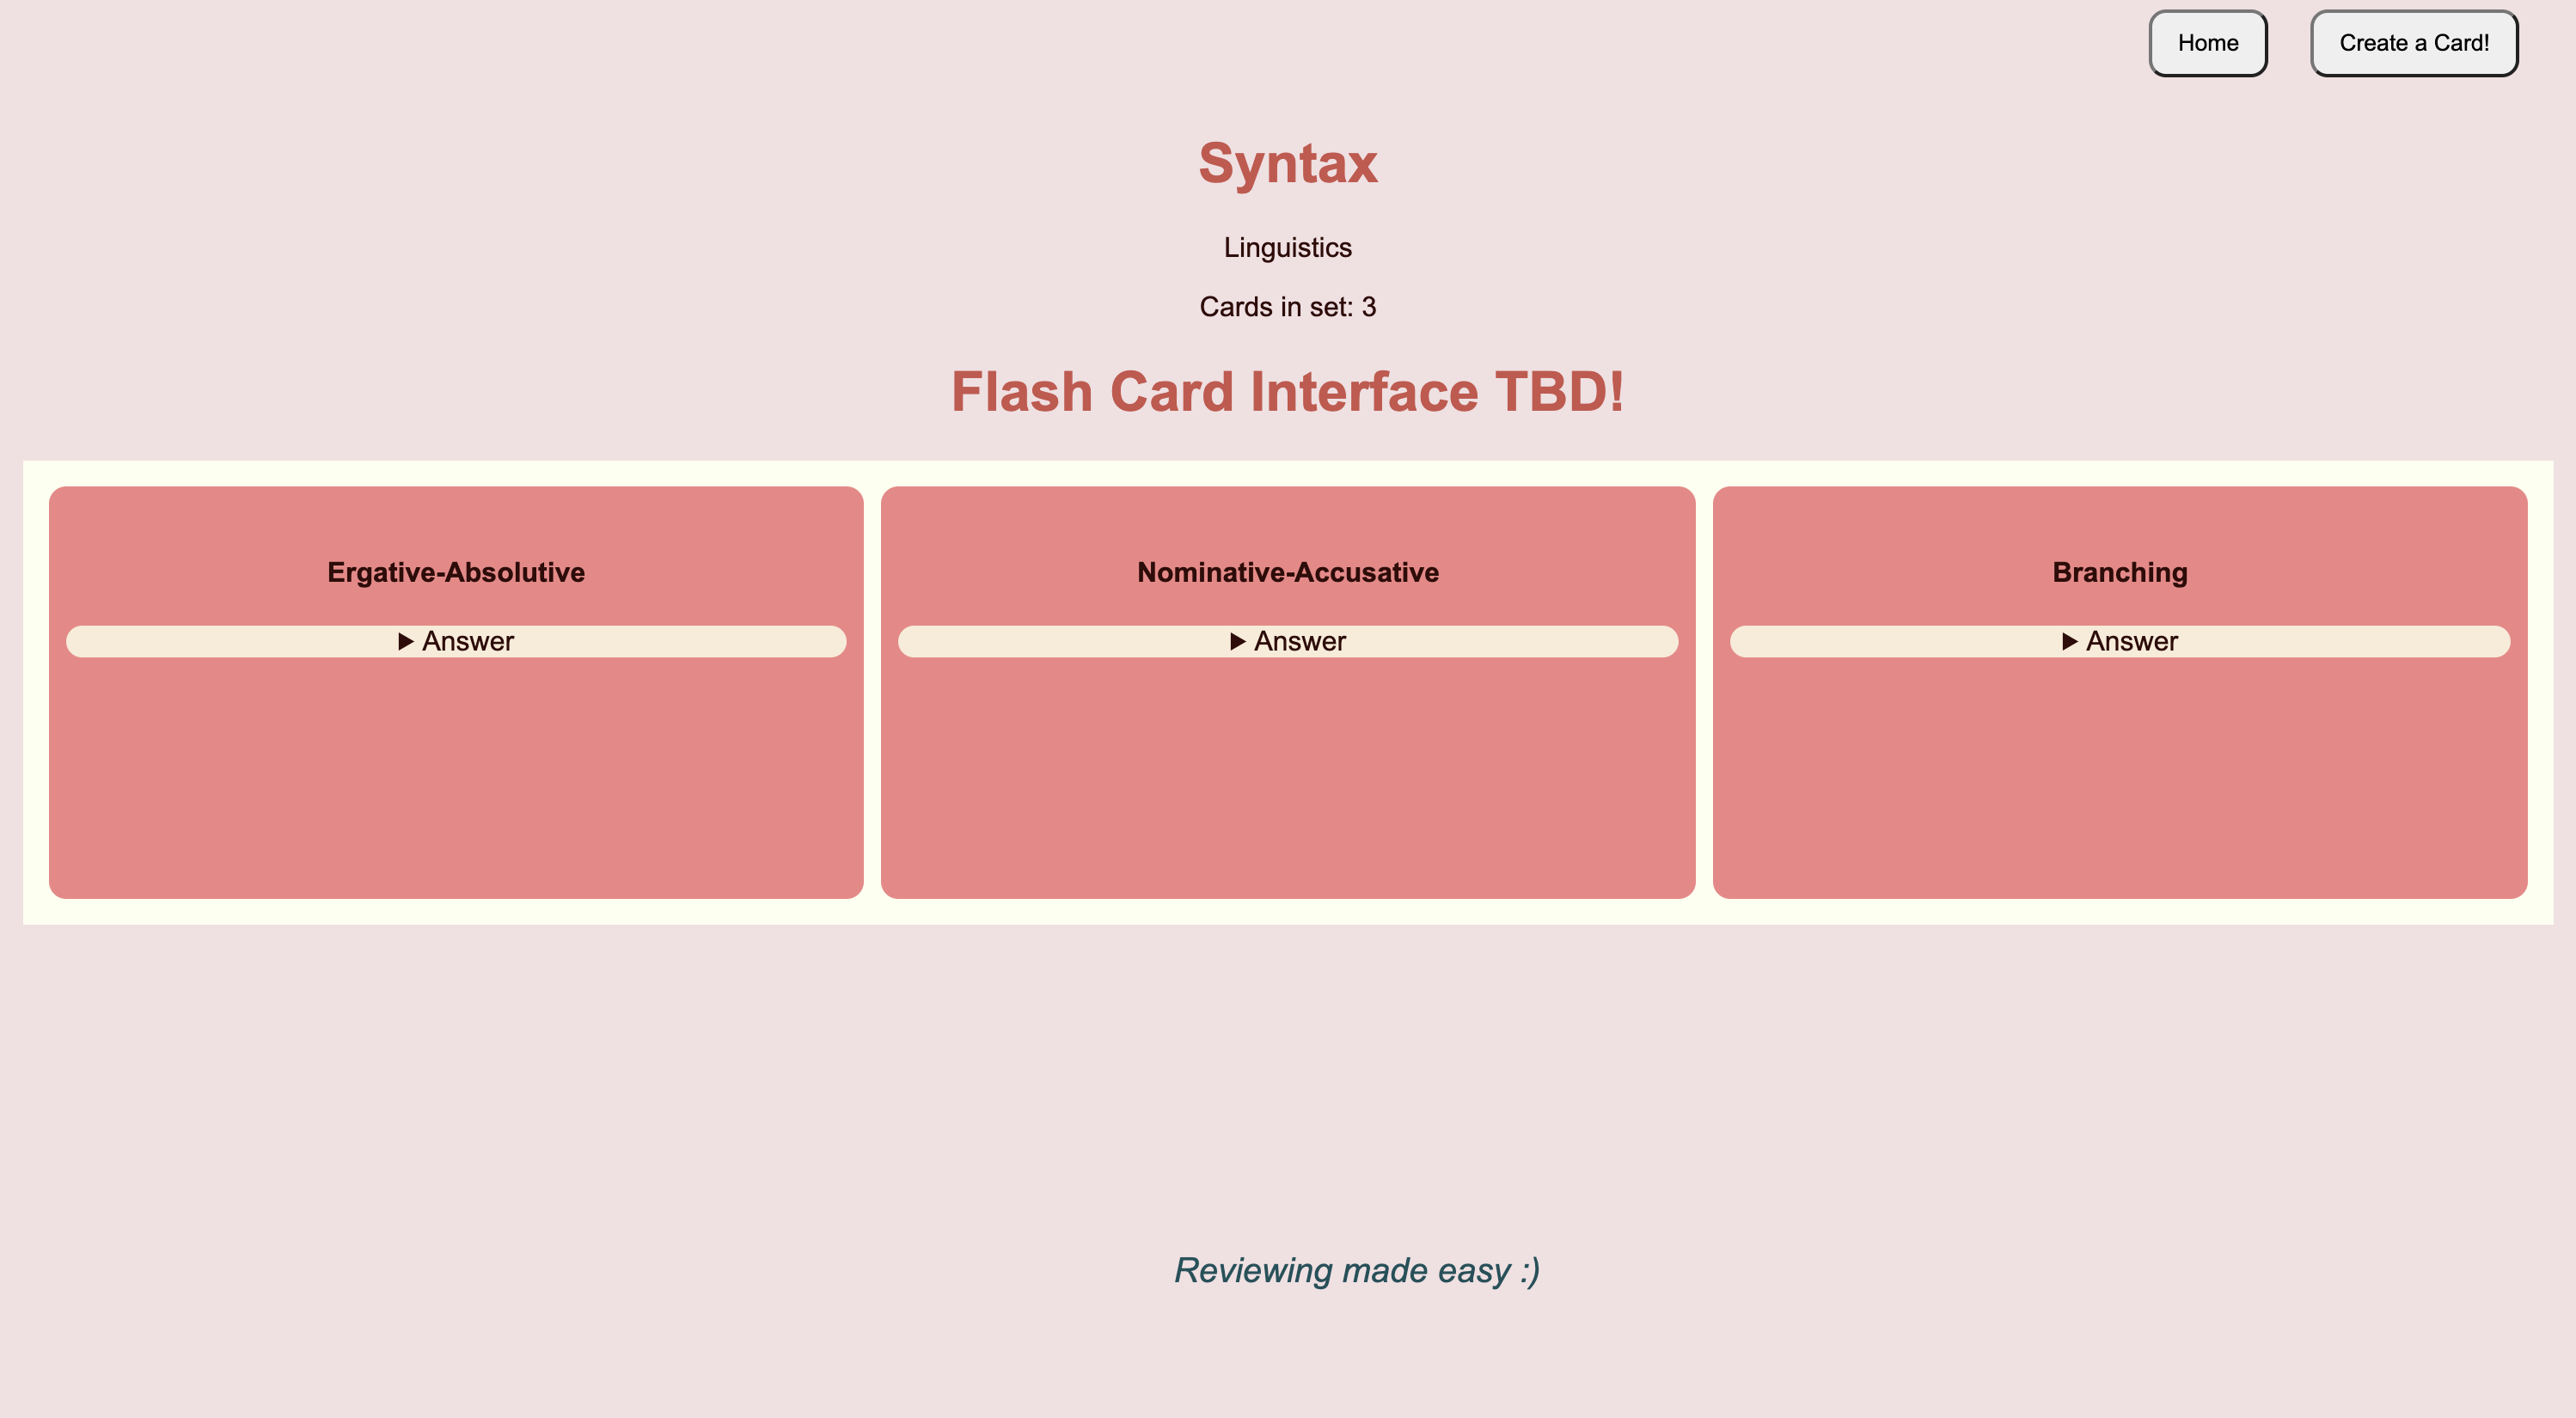 Home
Create a Card!
Syntax
Linguistics
Cards in set: 3
Flash Card Interface TBD!
Ergative-Absolutive
Answer
Nominative-Accusative
Answer
Branching
Answer
Reviewing made easy :)